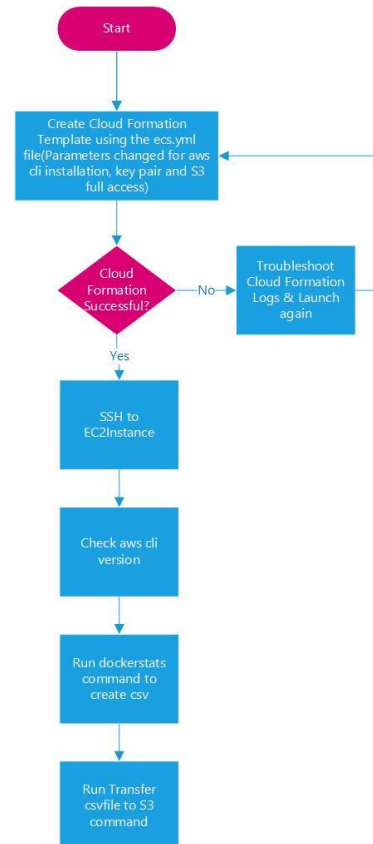 Start
Create Cloud Formation
Template using the ecs.yml
file(Parameters changed for aws
cli installation, key pair and S3
full access)
Cloud
Formation
Successful?
No
Troubleshoot
Cloud Formation
Logs & Launch
again
Yes
SSH to
EC2Instance
Check aws cli
version
Run dockerstats
command to
create csv
Run Transfer
csvfile to S3
command